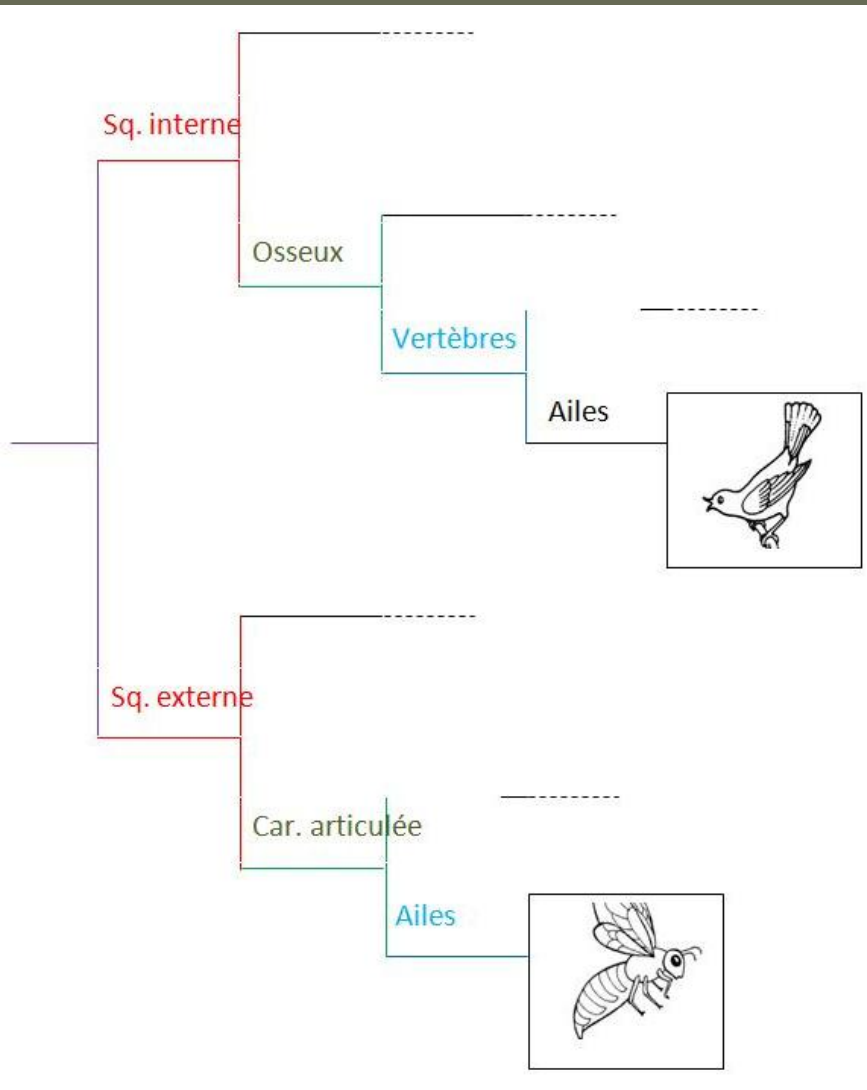 Sq. interne
Osseux
Vertèbres
Ailes
Sq. externe
Car. articulée
Ailes